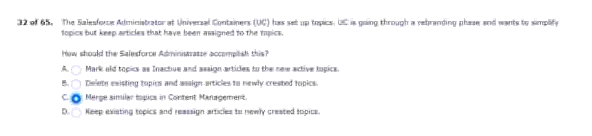 32 of 65. The Salesforce Administrator at Universal Containers (UC) has set up topics. UC is going through a rebranding phase and wants to simplify
topics but keep articles that have been assigned to the topics.
How should the Salesforce Administrator accomplish this?
A. Mark old topics as Inactive and assign articles to the new active topics.
B. Delete existing topics and assign articles to newly created topics.
C. Merge similar topics in Content Management.
D. Keep existing topics and reassign articles to newly created topics.